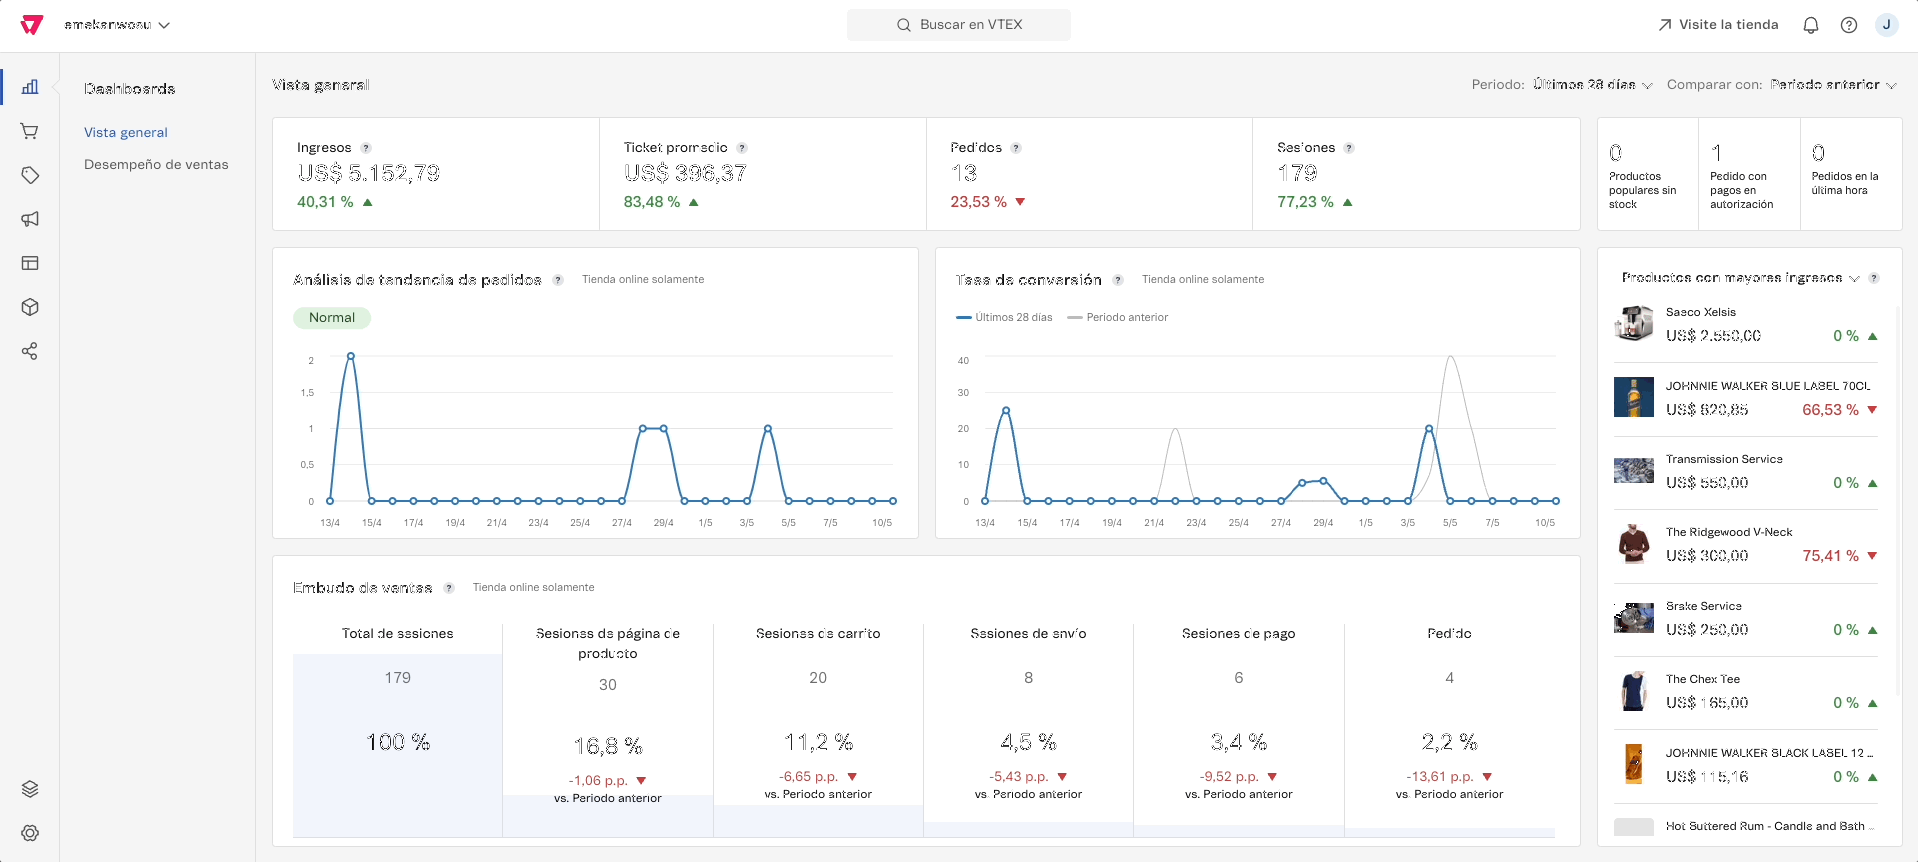 amekanwosu
Buscar en VTEX
Visite la tienda
J
Dashboards
Vista general
Desempeño de ventas
Vista general
Periodo: Últimos 28 días
Comparar con: Periodo anterior
Ingresos ?
US$ 5.152,79
40,31 %
Ticket promedio ?
US$ 396,37
83,48 %
Pedidos ?
13
23,53 %
Sesiones ?
179
77,23 %
0
Productos
populares sin
stock
1
Pedido con
pagos en
autorización
0
Pedidos en la
última hora
Análisis de tendencia de pedidos ? Tienda online solamente
Normal
2
1,5
1
0,5
0
13/4 15/4 17/4 19/4 21/4 23/4 25/4 27/4 29/4 1/5 3/5 5/5 7/5 10/5
Tasa de conversión ? Tienda online solamente
Últimos 28 días Periodo anterior
40
30
20
10
0
13/4 15/4 17/4 19/4 21/4 23/4 25/4 27/4 29/4 1/5 3/5 5/5 7/5 10/5
Productos con mayores ingresos ?
Saeco Xelsis
US$ 2.550,00 0 %
JOHNNIE WALKER BLUE LABEL 70CL
US$ 620,85 66,53 %
Transmission Service
US$ 550,00 0 %
The Ridgewood V-Neck
US$ 300,00 75,41 %
Brake Service
US$ 250,00 0 %
The Chex Tee
US$ 165,00 0 %
JOHNNIE WALKER BLACK LABEL 12 ...
US$ 115,16 0 %
Hot Buttered Rum - Candle and Bath ...
Embudo de ventas ? Tienda online solamente
Total de sesiones
179
100 %
Sesiones de página de
producto
30
16,8 %
-1,06 p.p.
vs. Periodo anterior
Sesiones de carrito
20
11,2 %
-6,65 p.p.
vs. Periodo anterior
Sesiones de envío
8
4,5 %
-5,43 p.p.
vs. Periodo anterior
Sesiones de pago
6
3,4 %
-9,52 p.p.
vs. Periodo anterior
Pedido
4
2,2 %
-13,61 p.p.
vs. Periodo anterior